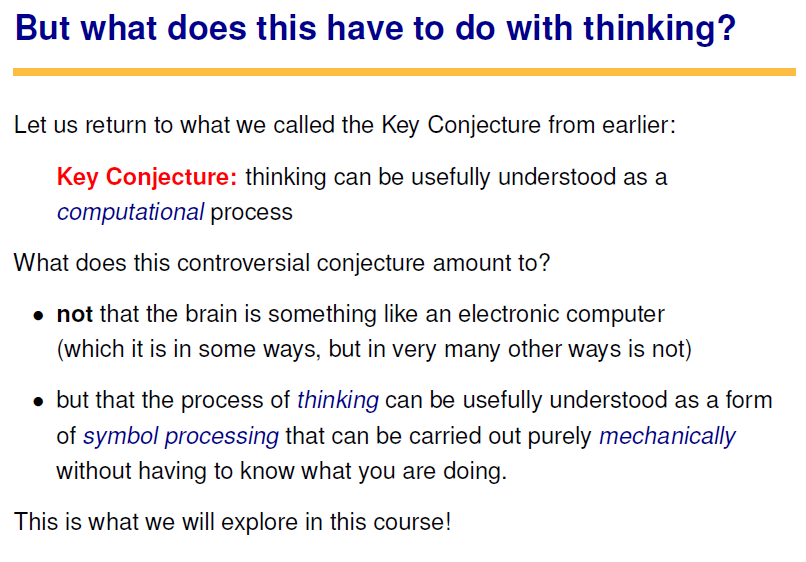 But what does this have to do with thinking?
Let us return to what we called the Key Conjecture from earlier:
Key Conjecture: thinking can be usefully understood as a
computational process
What does this controversial conjecture amount to?
• not that the brain is something like an electronic computer
(which it is in some ways, but in very many other ways is not)
• but that the process of thinking can be usefully understood as a form
of symbol processing that can be carried out purely mechanically
without having to know what you are doing.
This is what we will explore in this course!